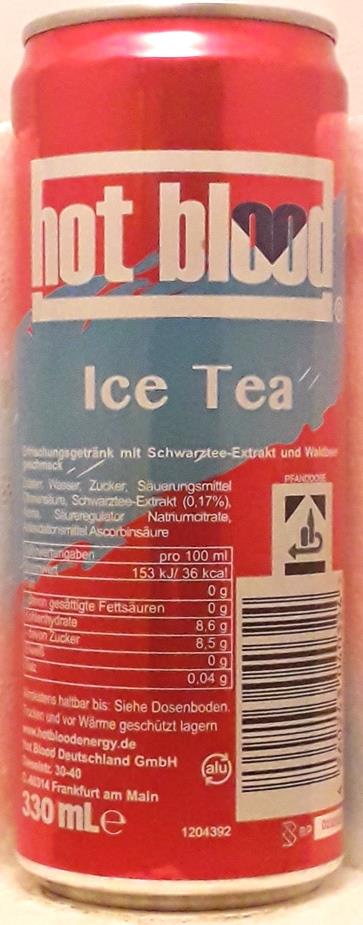 hot blood
®
Ice Tea
mit Schwarztee-Extrakt und
geschmack
Wasser, Zucker, Säuerungsmittel
Schwarztee-Extrakt (0,17%),
Säureregulator Natriumcitrate,
Ascorbinsäure
PFANDDOSE
pro 100 ml
153 kJ/ 36 kcal
0 g
gesättigte Fettsäuren 0 g
8,6 g
Zucker 8,5 g
0 g
0,04 g
haltbar bis: Siehe Dosenboden.
und vor Wärme geschützt lagern
www.hotbloodenergy.de
Hot Blood Deutschland GmbH
30-40
Frankfurt am Main
alu
330 mL e
1204392